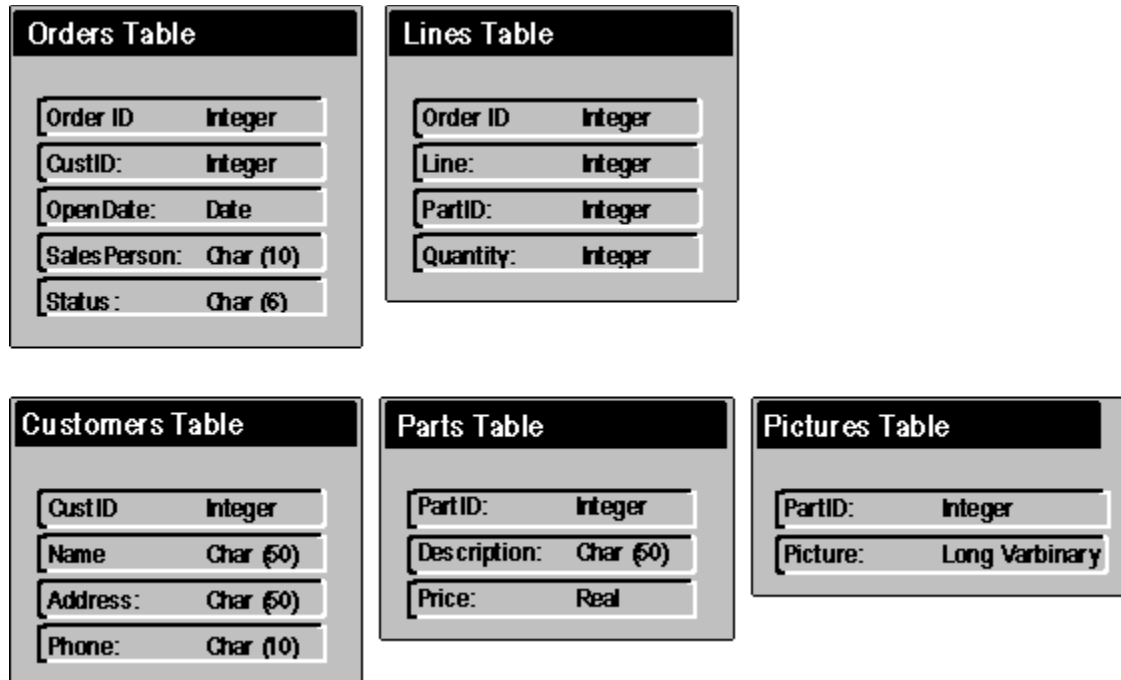 Orders Table
Order ID Integer
CustID: Integer
OpenDate: Date
SalesPerson: Char (10)
Status: Char (6)
Lines Table
Order ID Integer
Line: Integer
PartID: Integer
Quantity: Integer
Customers Table
CustID Integer
Name Char (50)
Address: Char (50)
Phone: Char (10)
Parts Table
PartID: Integer
Description: Char (50)
Price: Real
Pictures Table
PartID: Integer
Picture: Long Varbinary